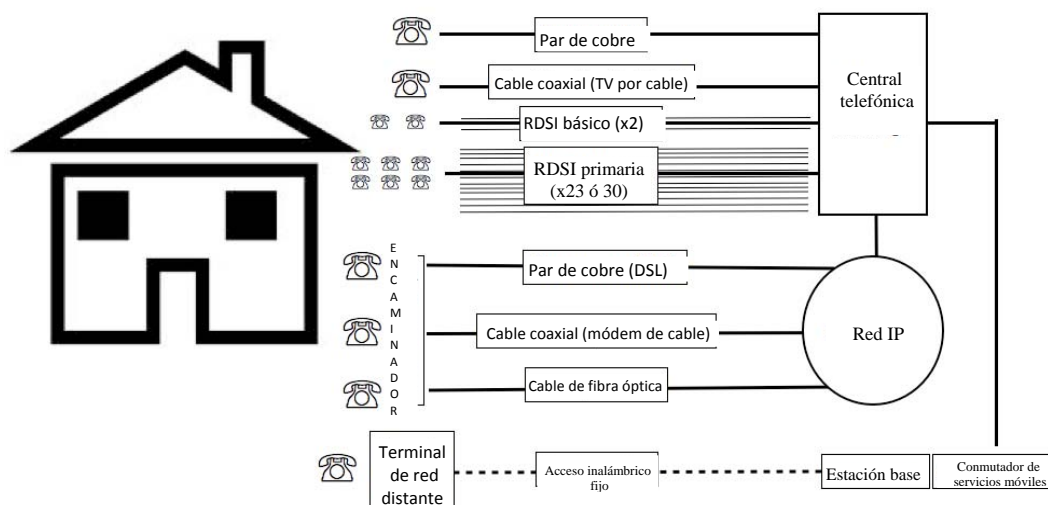 Par de cobre
Cable coaxial (TV por cable)
RDSI básico (x2)
RDSI primaria
(x23 ó 30)
Central
telefónica
ENCAMINADOR
Par de cobre (DSL)
Cable coaxial (módem de cable)
Cable de fibra óptica
Red IP
Terminal
de red
distante
Acceso inalámbrico
fijo
Estación base
Conmutador de
servicios móviles